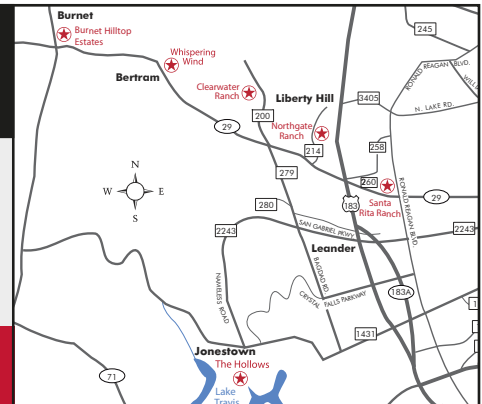 Burnet
Burnet Hilltop
Estates
245
Whispering
Wind
Bertram
RONALD REAGAN BLVD.
Clearwater
Ranch
Liberty Hill
3405
N. LAKE RD.
200
29
Northgate
Ranch
214
258
279
260
N
W
E
S
280
183
Santa
Rita Ranch
29
RONALD REAGAN BLVD.
2243
SAN GABRIEL PKWY.
2243
Leander
BAGDAD RD.
NAMELESS ROAD
CRYSTAL FALLS PARKWAY
183A
1431
Jonestown
The Hollows
71
Lake
Travis